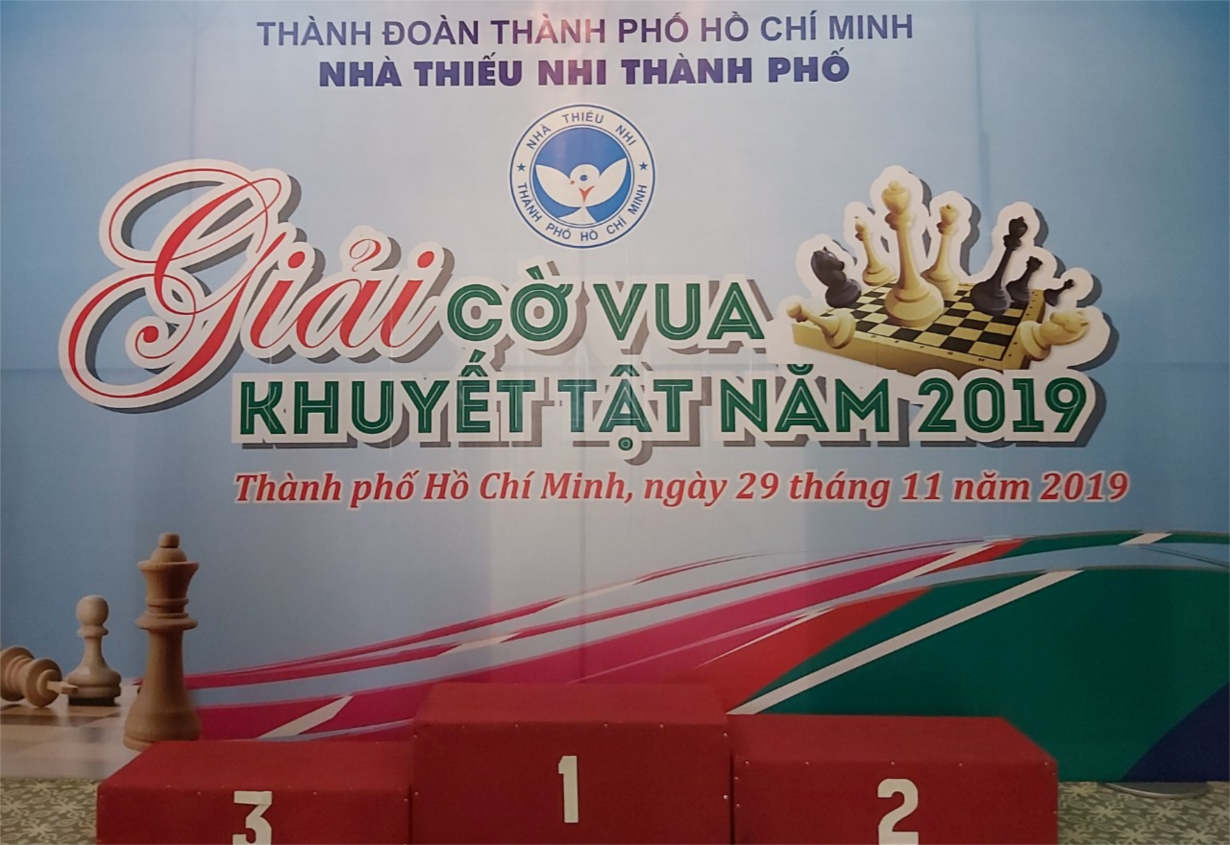 THÀNH ĐOÀN THÀNH PHỐ HỒ CHÍ MINH
NHÀ THIẾU NHI THÀNH PHỐ
NHÀ THIẾU NHI
THÀNH PHỐ HỒ CHÍ MINH
Giải CỜ VUA
KHUYẾT TẬT NĂM 2019
Thành phố Hồ Chí Minh, ngày 29 tháng 11 năm 2019
3 1 2